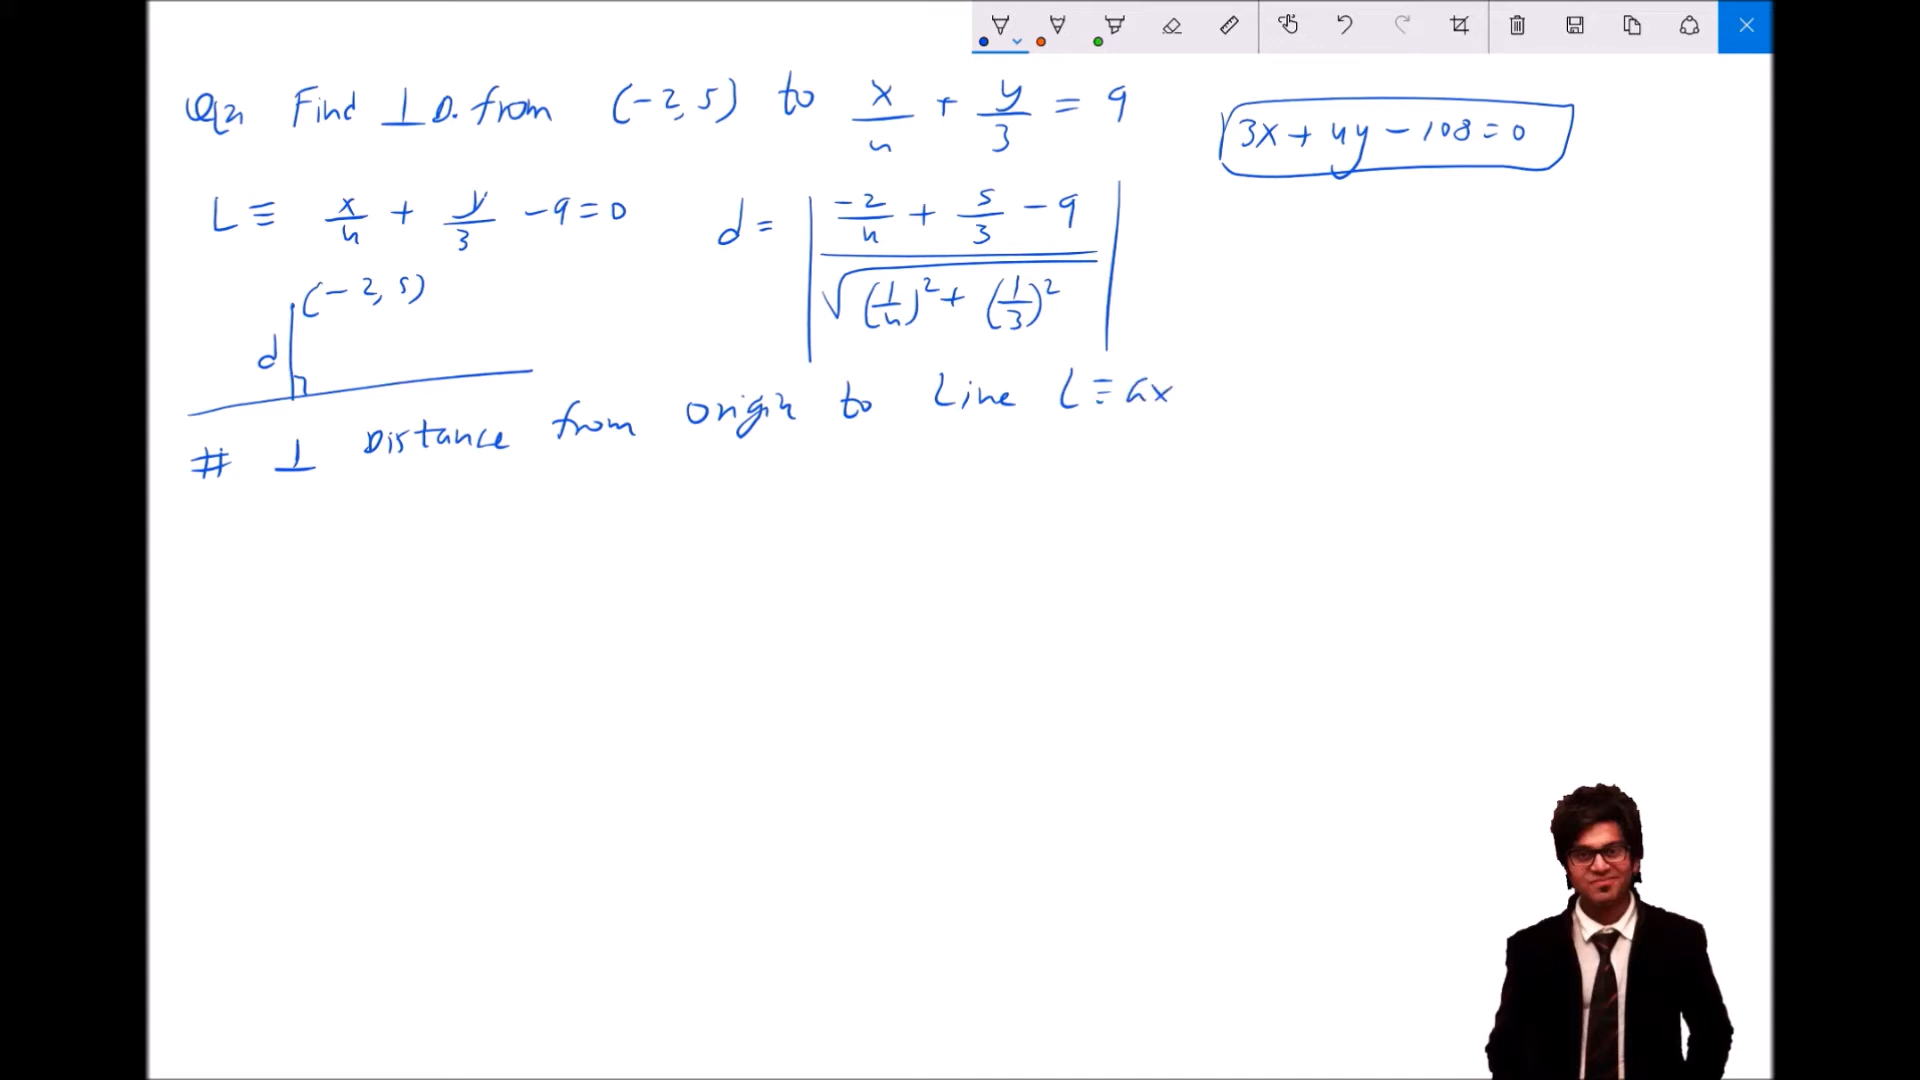 Qn Find ⊥ D. from (-2, 5) to x/4 + y/3 = 9
3x + 4y - 108 = 0
L ≡ x/4 + y/3 - 9 = 0
d = | (-2/4 + 5/3 - 9) / √((1/4)² + (1/3)²) |
(-2, 5)
d
# ⊥ Distance from origin to Line L ≡ ax